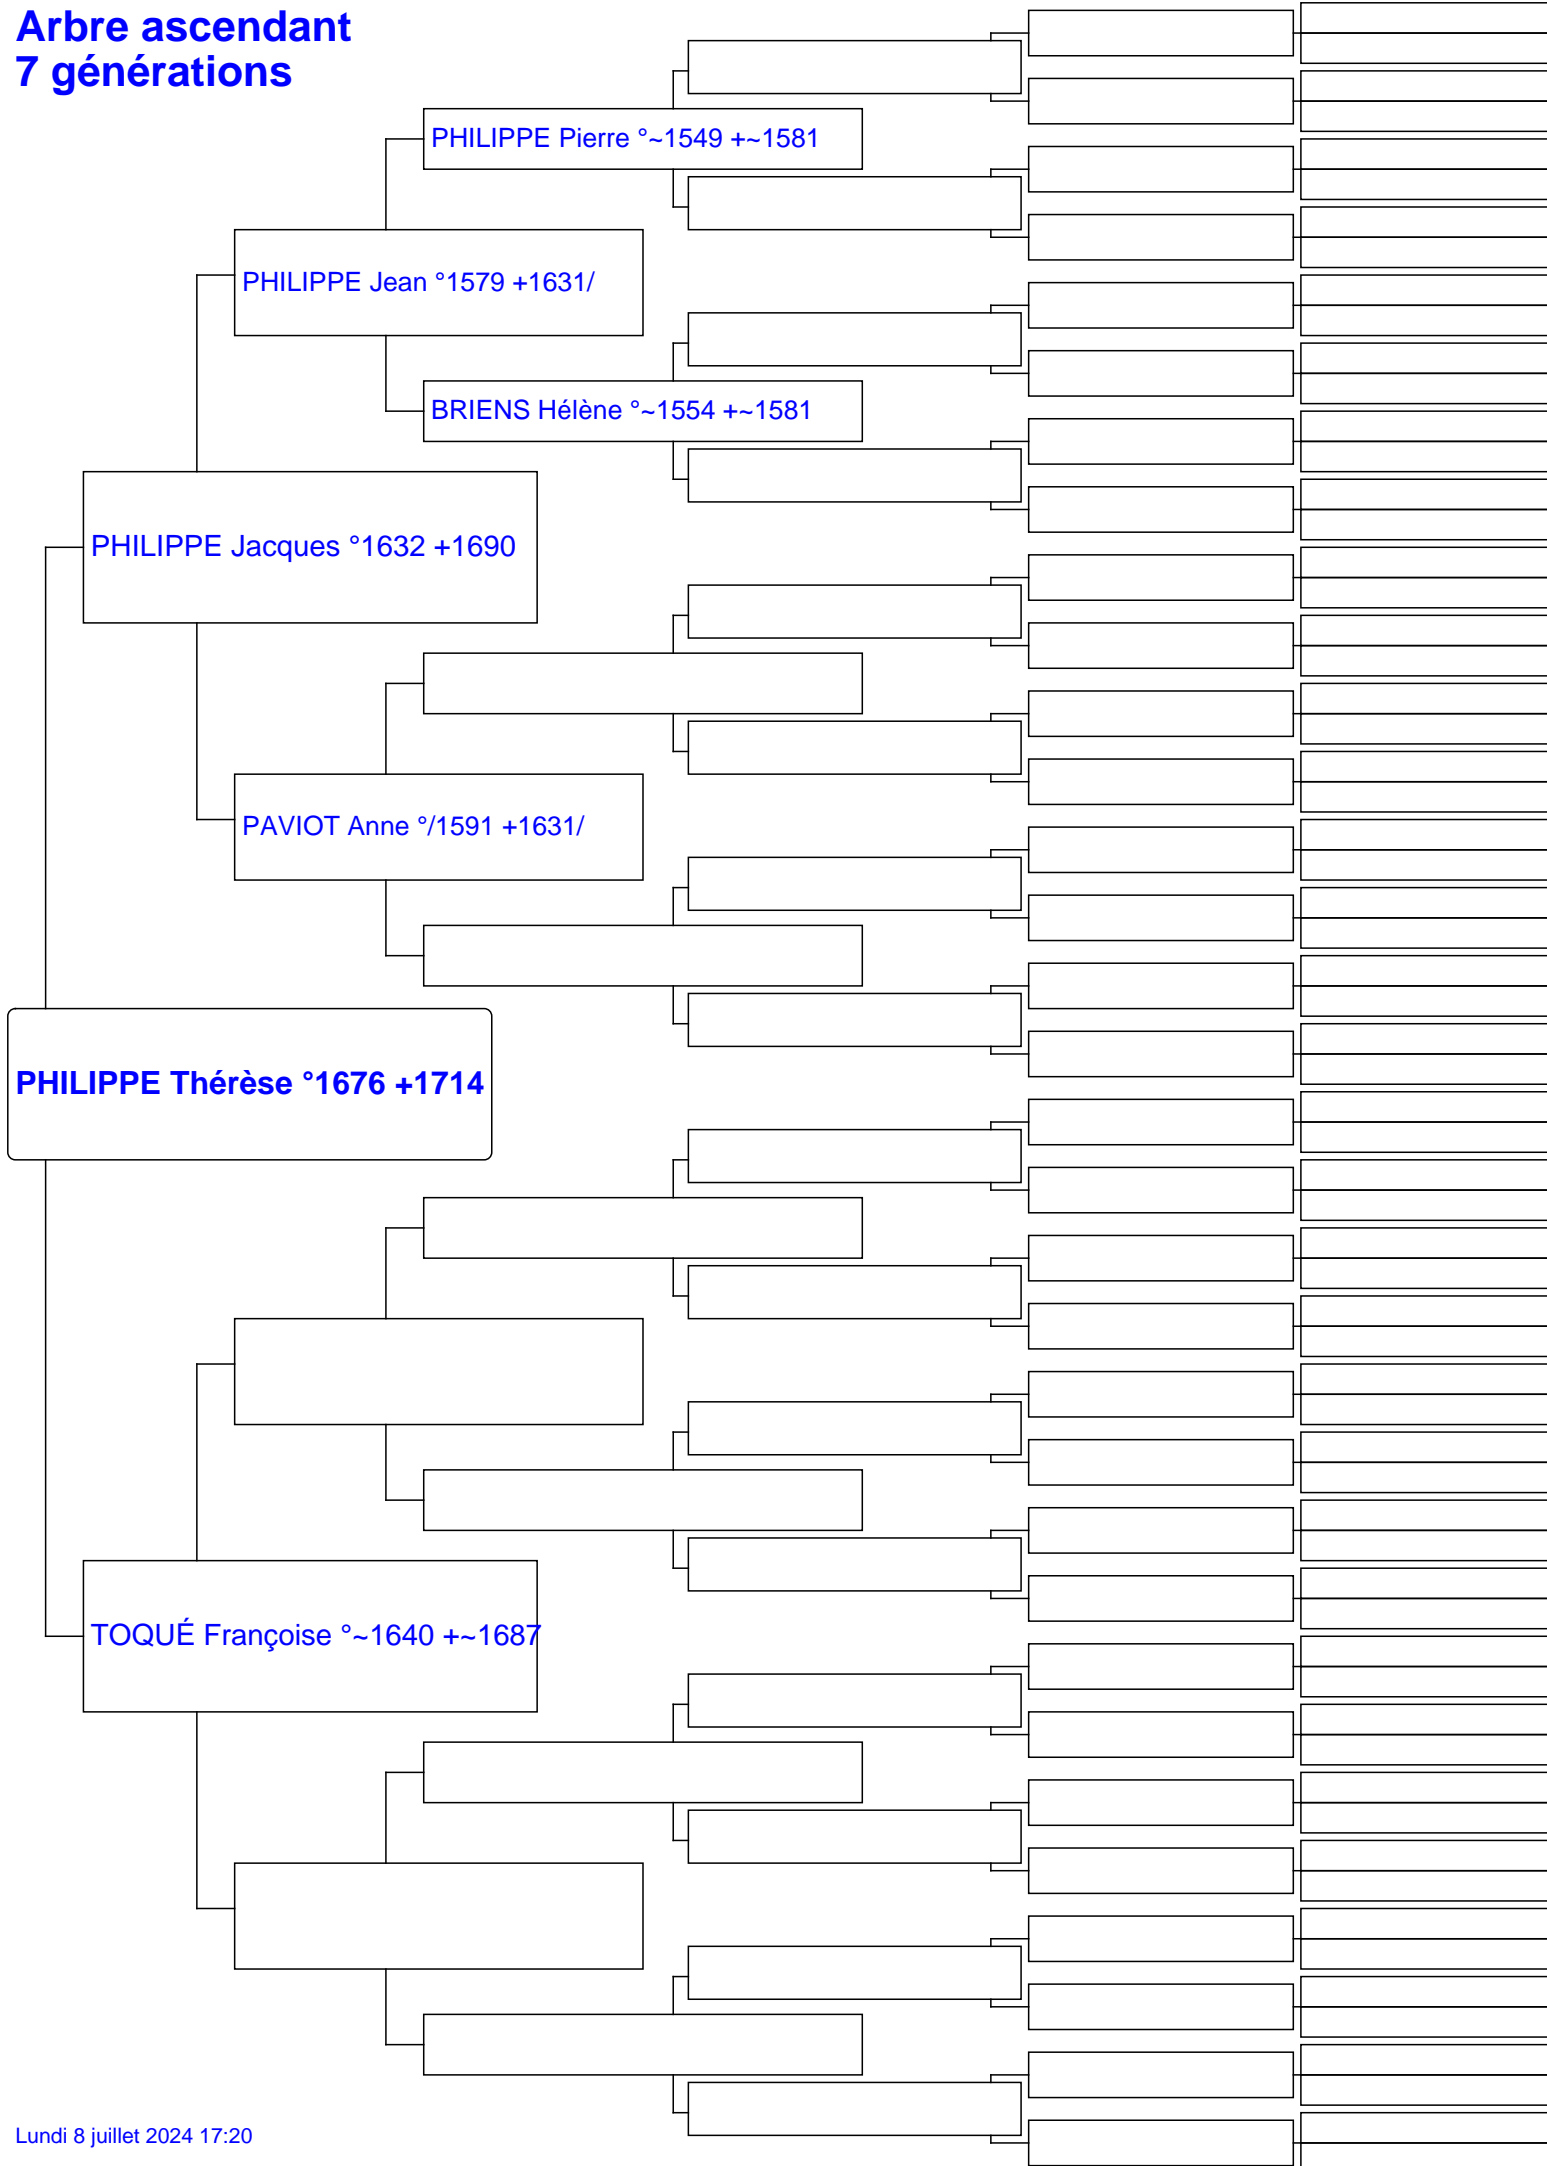 Arbre ascendant
7 générations
PHILIPPE Pierre °~1549 +~1581
PHILIPPE Jean °1579 +1631/
BRIENS Hélène °~1554 +~1581
PHILIPPE Jacques °1632 +1690
PAVIOT Anne °/1591 +1631/
PHILIPPE Thérèse °1676 +1714
TOQUÉ Françoise °~1640 +~1687
Lundi 8 juillet 2024 17:20